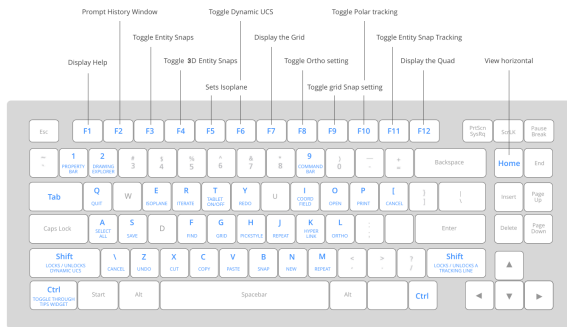 Prompt History Window
Toggle Dynamic UCS
Toggle Polar tracking
Toggle Entity Snaps
Display the Grid
Toggle Entity Snap Tracking
Display Help
Toggle 3D Entity Snaps
Toggle Ortho setting
Display the Quad
View horizontal
Sets Isoplane
Toggle grid Snap setting
Esc F1 F2 F3 F4 F5 F6 F7 F8 F9 F10 F11 F12 PrtScn ScrLK Pause
SysRq Break
~ 1 2 # $ % ^ & * 9 ) — + Backspace Home End
- PROPERTY DRAWING 3 4 5 6 7 8 COMMAND 0 - =
BAR EXPLORER BAR
Tab Q W E R T Y U I O P [ } | Insert Page
QUIT ISOPLANE ITERATE TABLET REDO COORD OPEN PRINT CANCEL ] \ Up
ON/OFF FIELD
Caps Lock A S D F G H J K L : Enter Delete Page
SELECT SAVE FIND GRID PICKSTYLE REPEAT HYPER ORTHO ; Down
ALL LINK
Shift \ Z X C V B N M < > ? Shift
LOCKS / UNLOCKS CANCEL UNDO CUT COPY PASTE SNAP NEW REPEAT , . / LOCKS / UNLOCKS A
DYNAMIC UCS TRACKING LINE
Ctrl Start Alt Spacebar Alt Ctrl
TOGGLE THROUGH
TIPS WIDGET